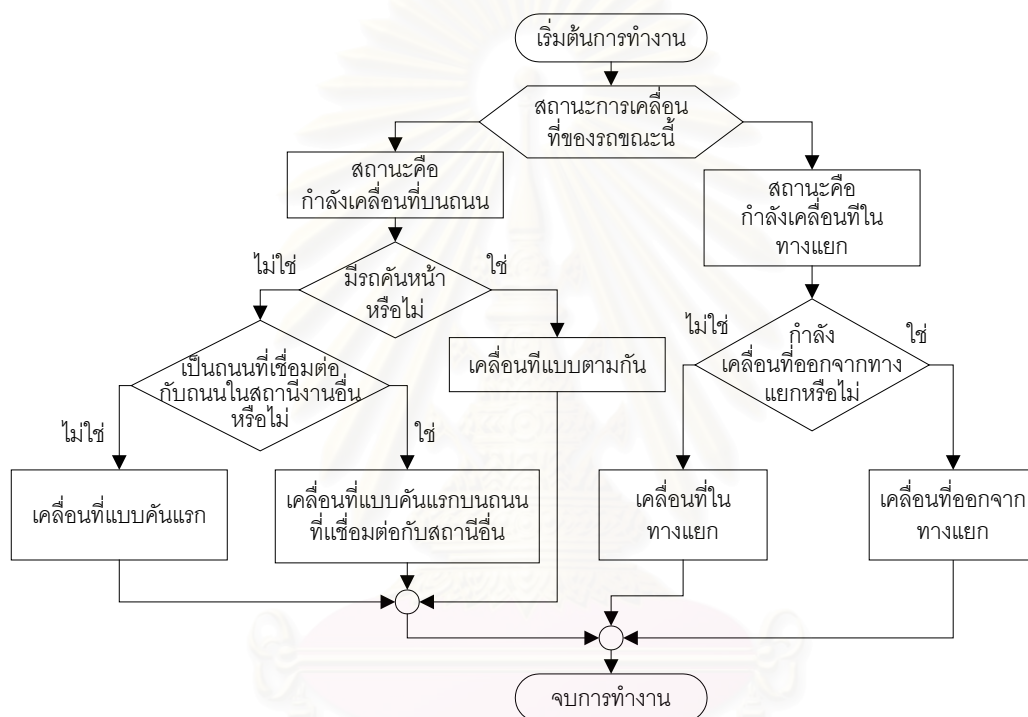 เริ่มต้นการทำงาน
สถานะการเคลื่อน
ที่ของรถขณะนี้
สถานะคือ
กำลังเคลื่อนที่บนถนน
สถานะคือ
กำลังเคลื่อนที่ใน
ทางแยก
ไม่ใช่
มีรถคันหน้า
หรือไม่
ใช่
ไม่ใช่
กำลัง
เคลื่อนที่ออกจากทาง
แยกหรือไม่
ใช่
เป็นถนนที่เชื่อมต่อ
กับถนนในสถานีงานอื่น
หรือไม่
เคลื่อนที่แบบตามกัน
ไม่ใช่
ใช่
เคลื่อนที่แบบคันแรก
เคลื่อนที่แบบคันแรกบนถนน
ที่เชื่อมต่อกับสถานีอื่น
เคลื่อนที่ใน
ทางแยก
เคลื่อนที่ออกจาก
ทางแยก
จบการทำงาน